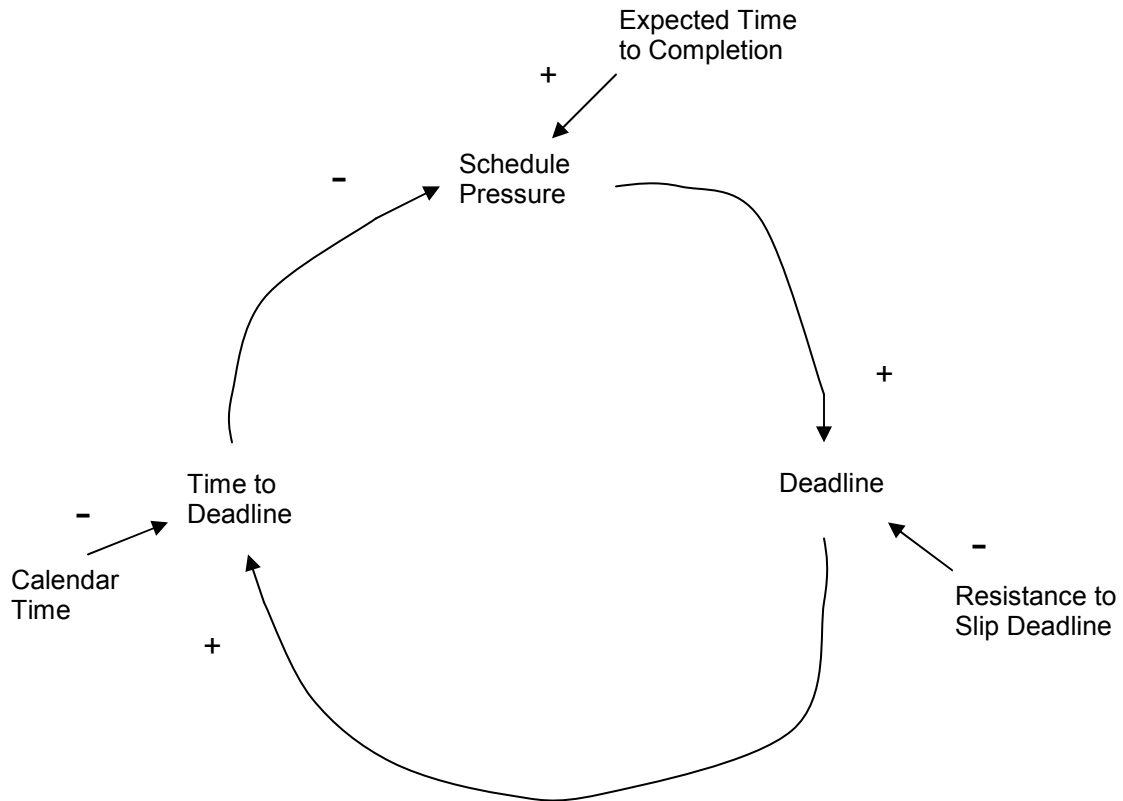 Expected Time
to Completion
+
Schedule
Pressure
-
+
Time to
Deadline
Deadline
-
-
Calendar
Time
Resistance to
Slip Deadline
+